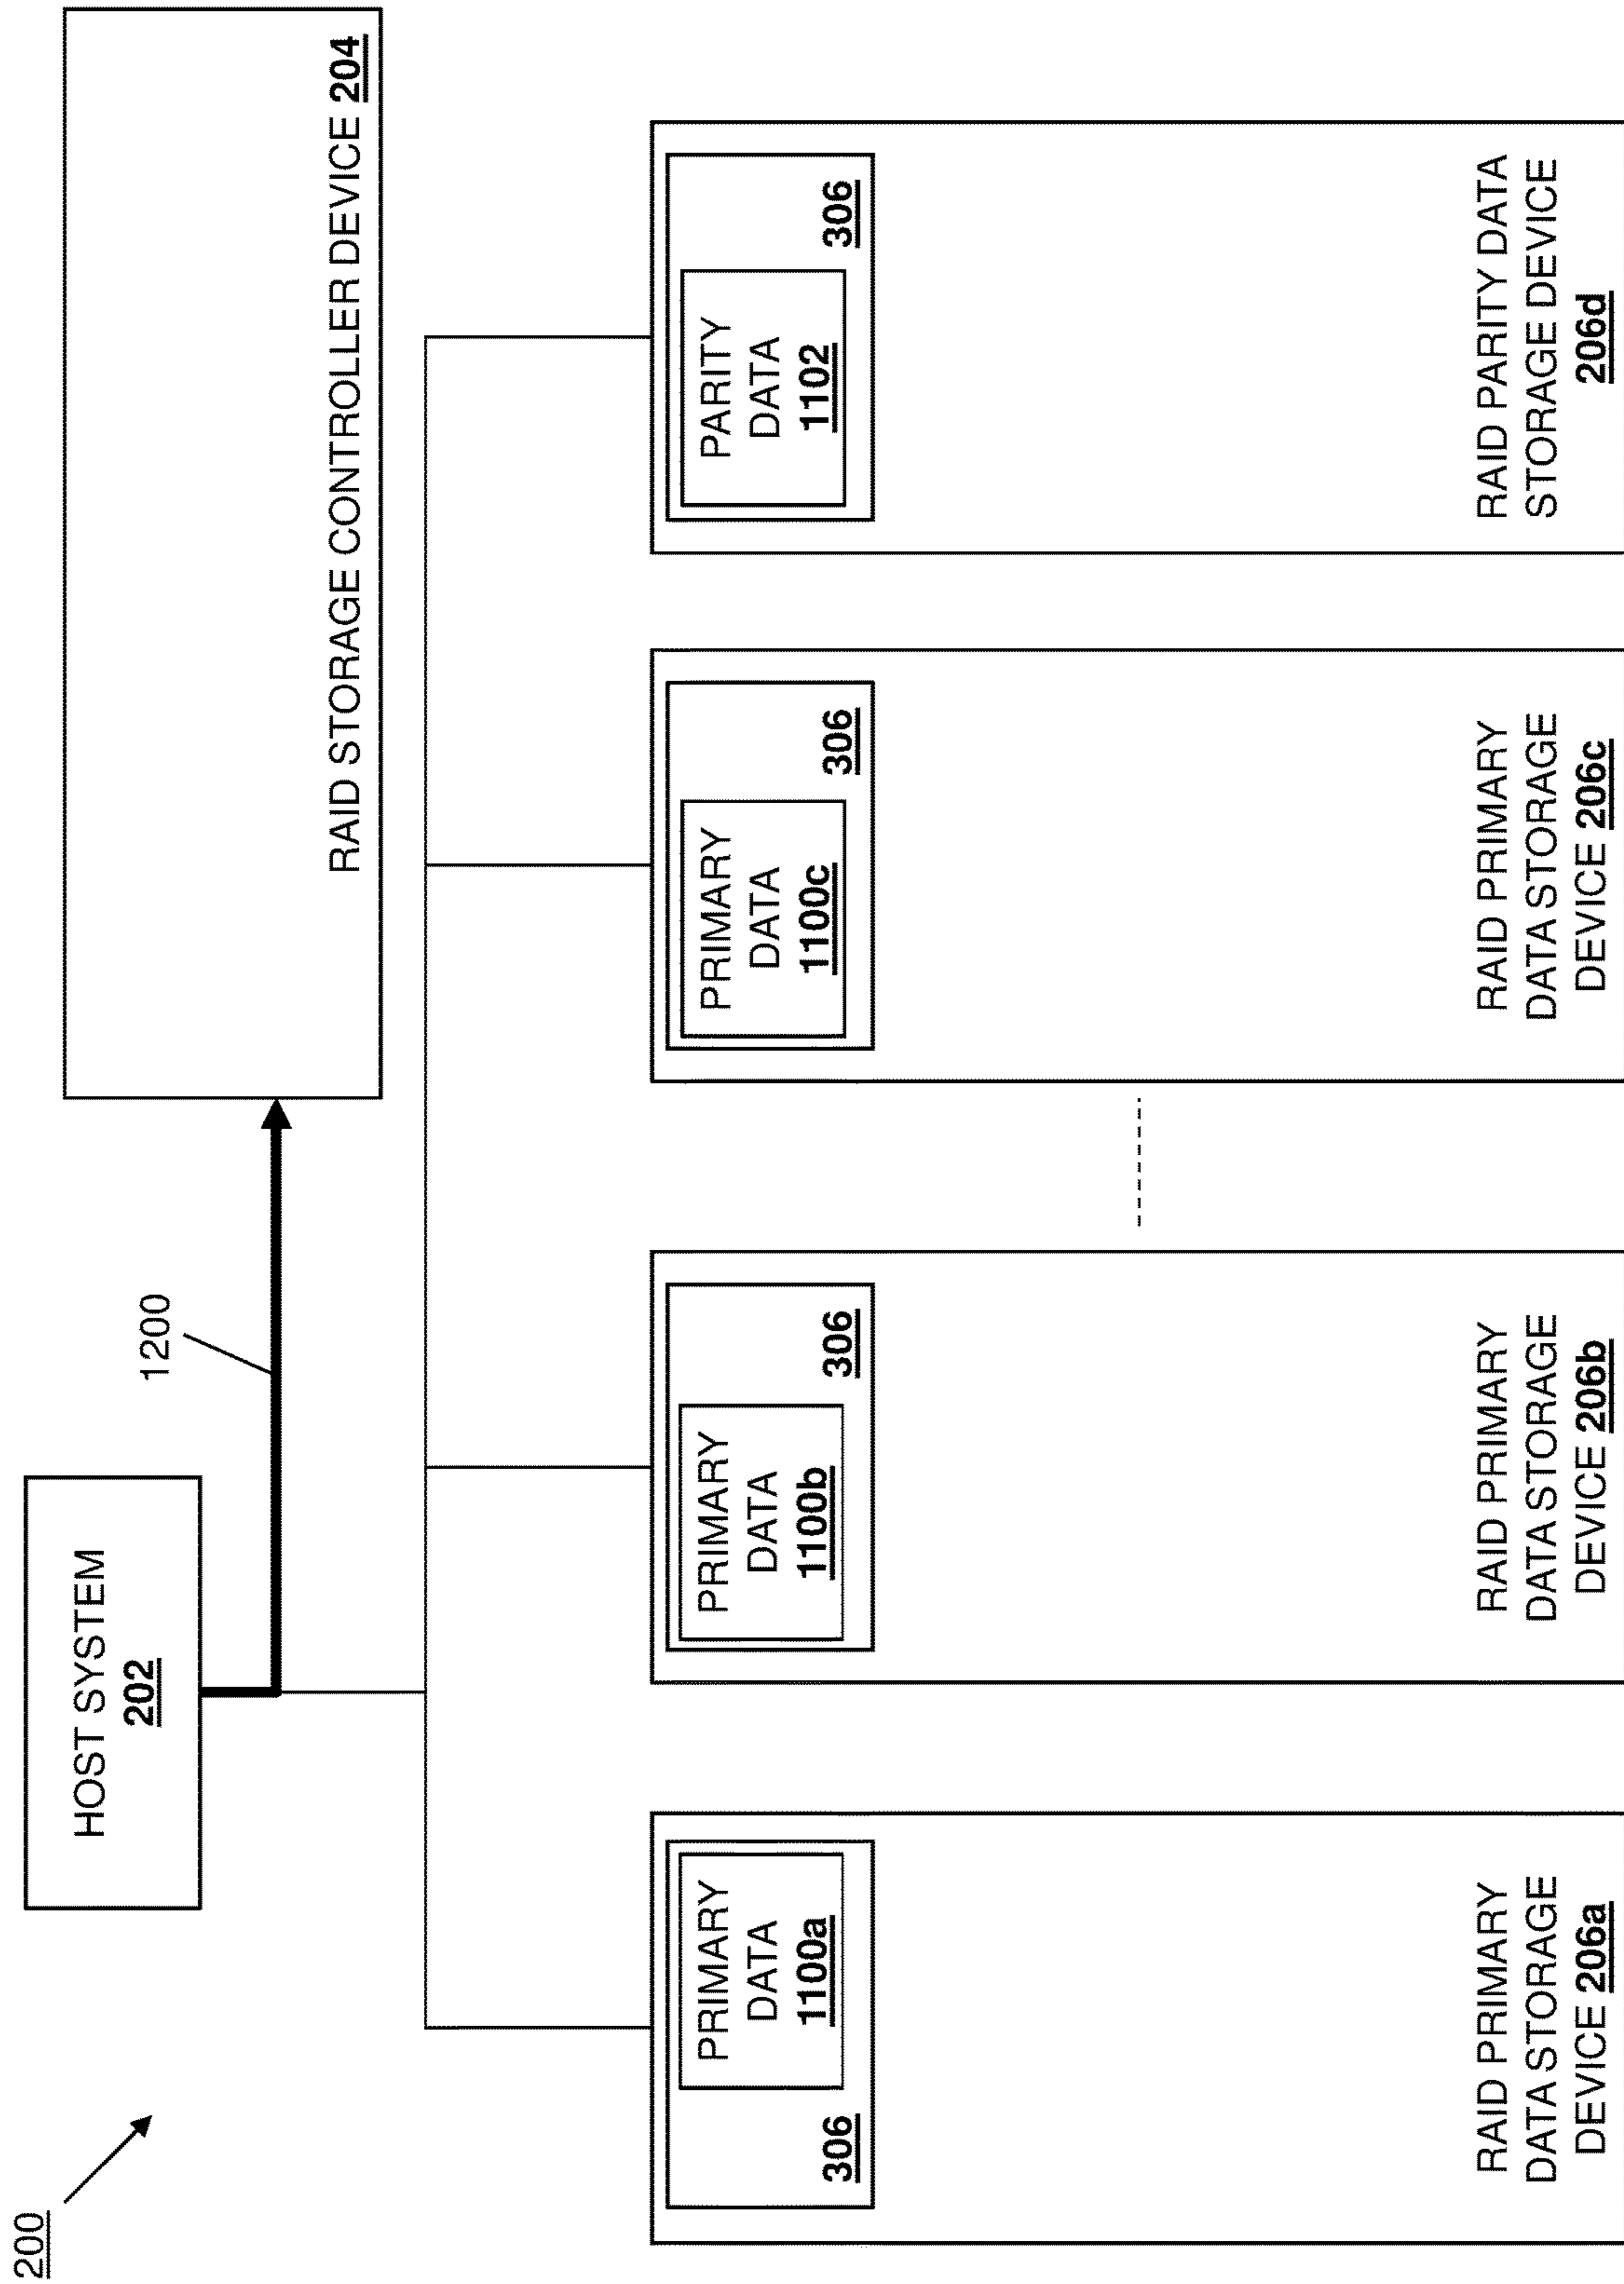 200
HOST SYSTEM
202
1200
RAID STORAGE CONTROLLER DEVICE 204
PRIMARY
DATA
1100a
306
RAID PRIMARY
DATA STORAGE
DEVICE 206a
PRIMARY
DATA
1100b
306
RAID PRIMARY
DATA STORAGE
DEVICE 206b
PRIMARY
DATA
1100c
306
RAID PRIMARY
DATA STORAGE
DEVICE 206c
PARITY
DATA
1102
306
RAID PARITY DATA
STORAGE DEVICE
206d